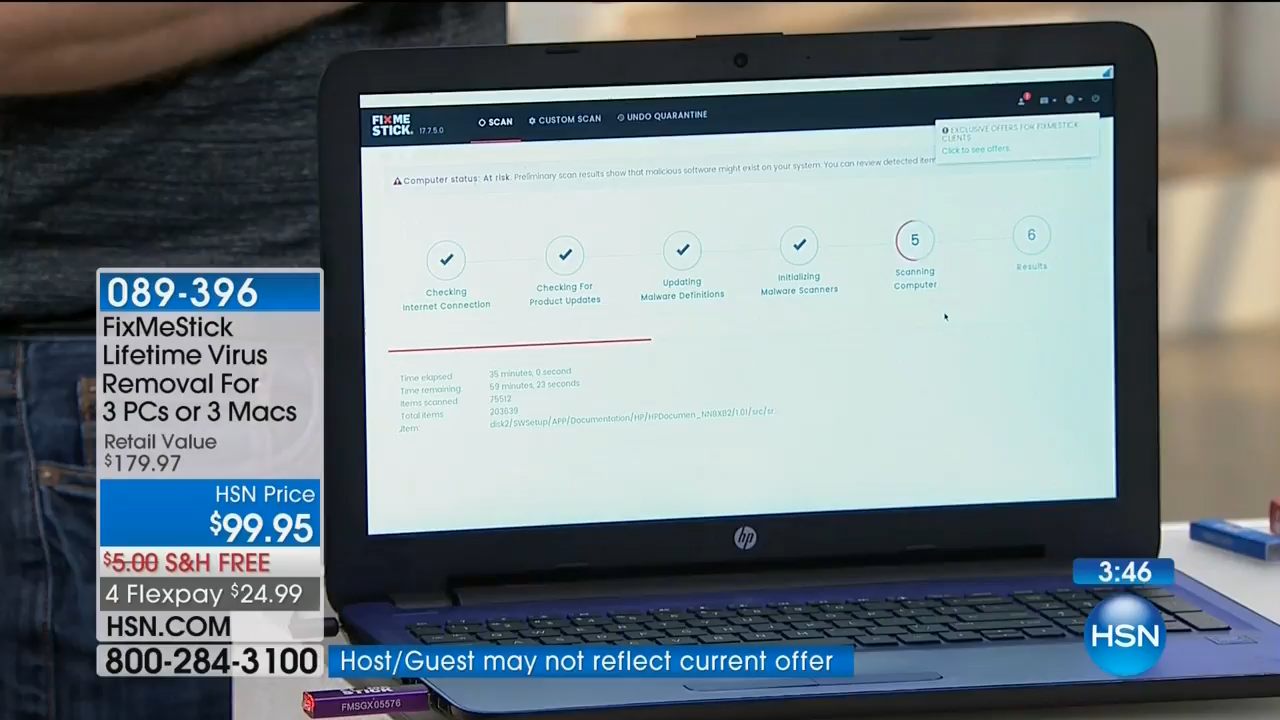 FIXME
STICK. 17.7.5.0
SCAN
CUSTOM SCAN
UNDO QUARANTINE
EXCLUSIVE OFFERS FOR FIXMESTICK
CLIENTS
Click to see offers.
Computer status: At risk. Preliminary scan results show that malicious software might exist on your system. You can review detected item
5
6
Checking
Internet Connection
Checking For
Product Updates
Updating
Malware Definitions
Initializing
Malware Scanners
Scanning
Computer
Results
Time elapsed: 35 minutes, 0 second
Time remaining: 59 minutes, 23 seconds
Items scanned: 75512
Total items: 203639
Item:
hp
089-396
FixMeStick
Lifetime Virus
Removal For
3 PCs or 3 Macs
Retail Value
$179.97
HSN Price
$99.95
$5.00 S&H FREE
4 Flexpay $24.99
HSN.COM
800-284-3100
Host/Guest may not reflect current offer
3:46
HSN
STICK
FMSGX05576